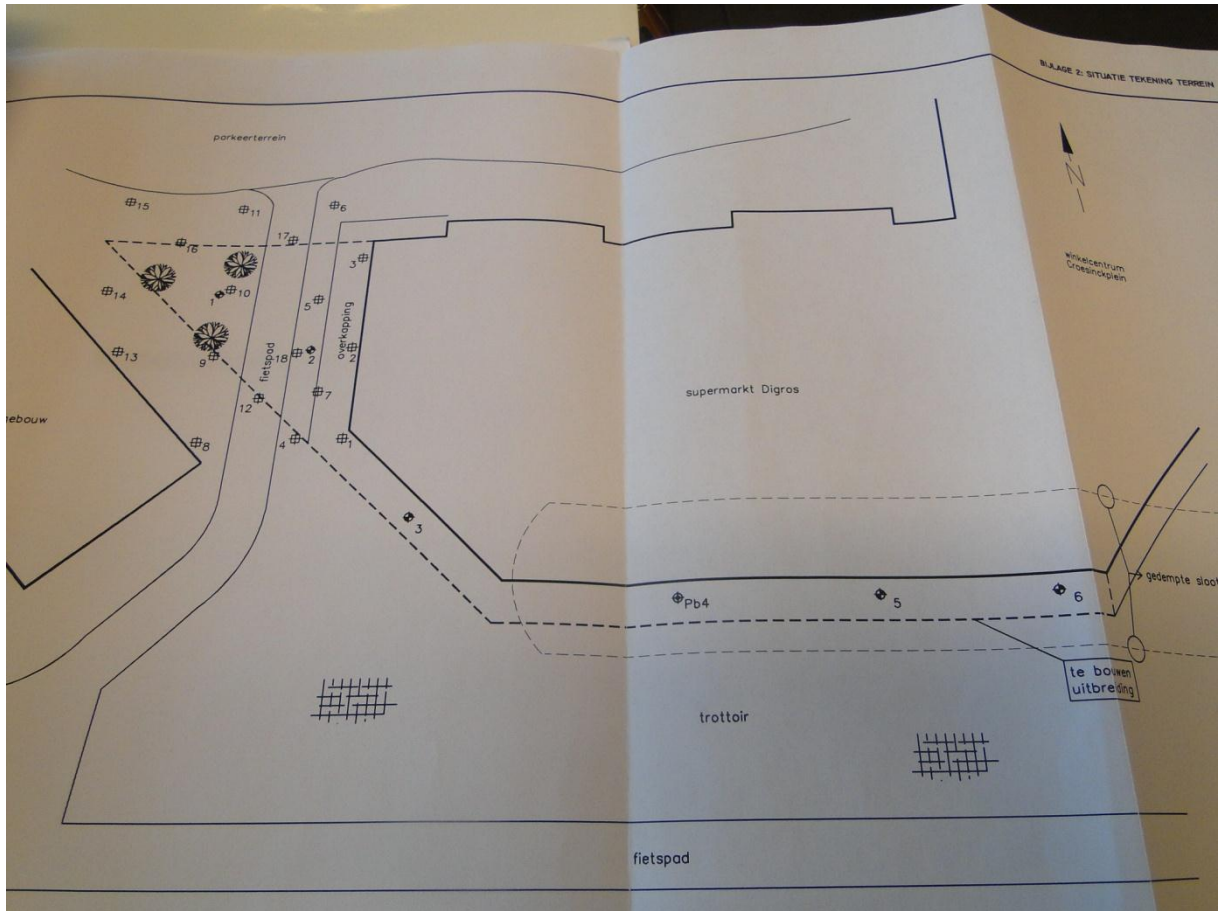 BIJLAGE 2: SITUATIE TEKENING TERREIN
parkeerterrein
N
winkelcentrum
Croesinckplein
15
11
6
17
16
3
14
1
10
5
overkapping
13
9
fietspad
18
2
2
supermarkt Digros
12
7
8
4
1
3
gedempte sloot
Pb4
5
6
te bouwen
uitbreiding
trottoir
fietspad